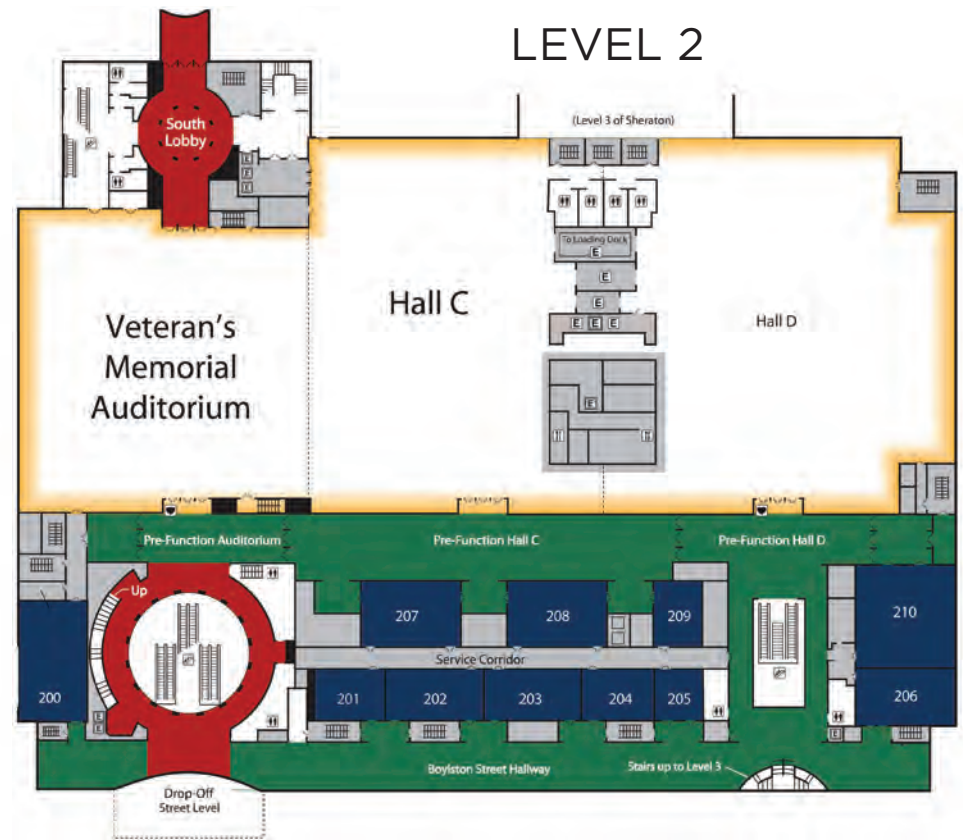 LEVEL 2
(Level 3 of Sheraton)
South
Lobby
E
E
E
To Loading Dock
E
E
E
E E E
Hall C
Hall D
Veteran's
Memorial
Auditorium
E
Pre-Function Auditorium
Pre-Function Hall C
Pre-Function Hall D
Up
207
208
209
210
Service Corridor
200
201
202
203
204
205
206
E
E
E
Boylston Street Hallway
Stairs up to Level 3
Drop-Off
Street Level